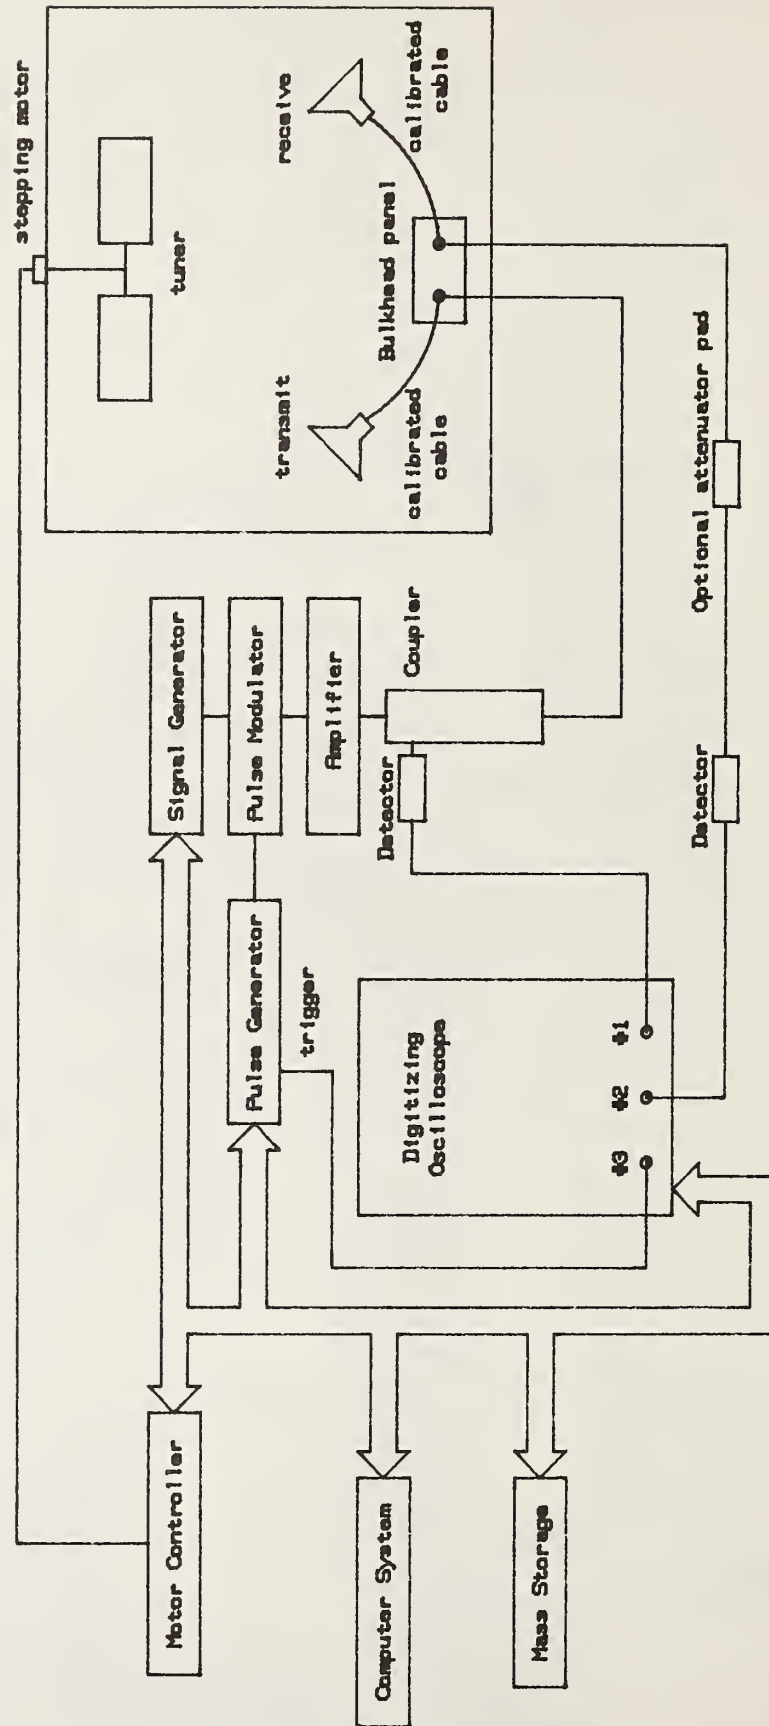 stepping motor
Motor Controller
Signal Generator
tuner
Pulse Generator
Pulse Modulator
transmit
receive
trigger
Amplifier
Computer System
Detector
Bulkhead panel
Digitizing
Oscilloscope
Coupler
calibrated
cable
calibrated
cable
Mass Storage
#3
#2
#1
Detector
Optional attenuator pad